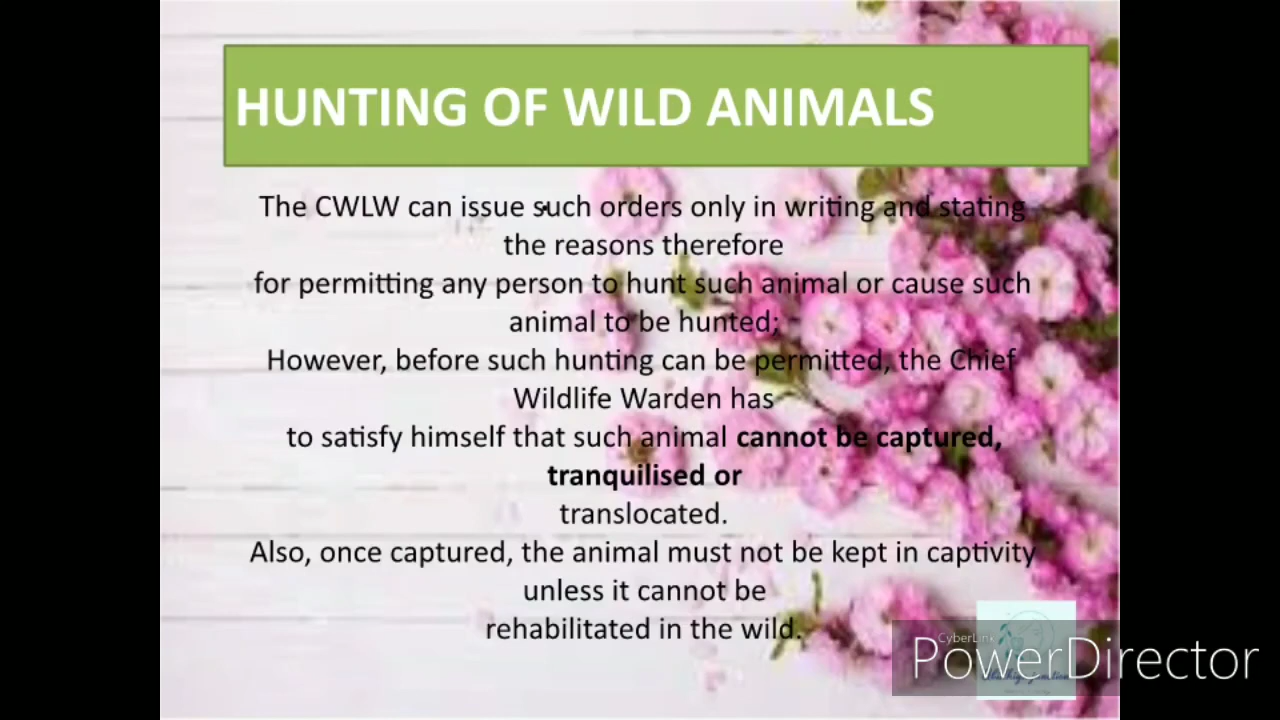 HUNTING OF WILD ANIMALS
The CWLW can issue such orders only in writing and stating
the reasons therefore
for permitting any person to hunt such animal or cause such
animal to be hunted;
However, before such hunting can be permitted, the Chief
Wildlife Warden has
to satisfy himself that such animal cannot be captured,
tranquilised or
translocated.
Also, once captured, the animal must not be kept in captivity
unless it cannot be
rehabilitated in the wild.
CyberLink
PowerDirector